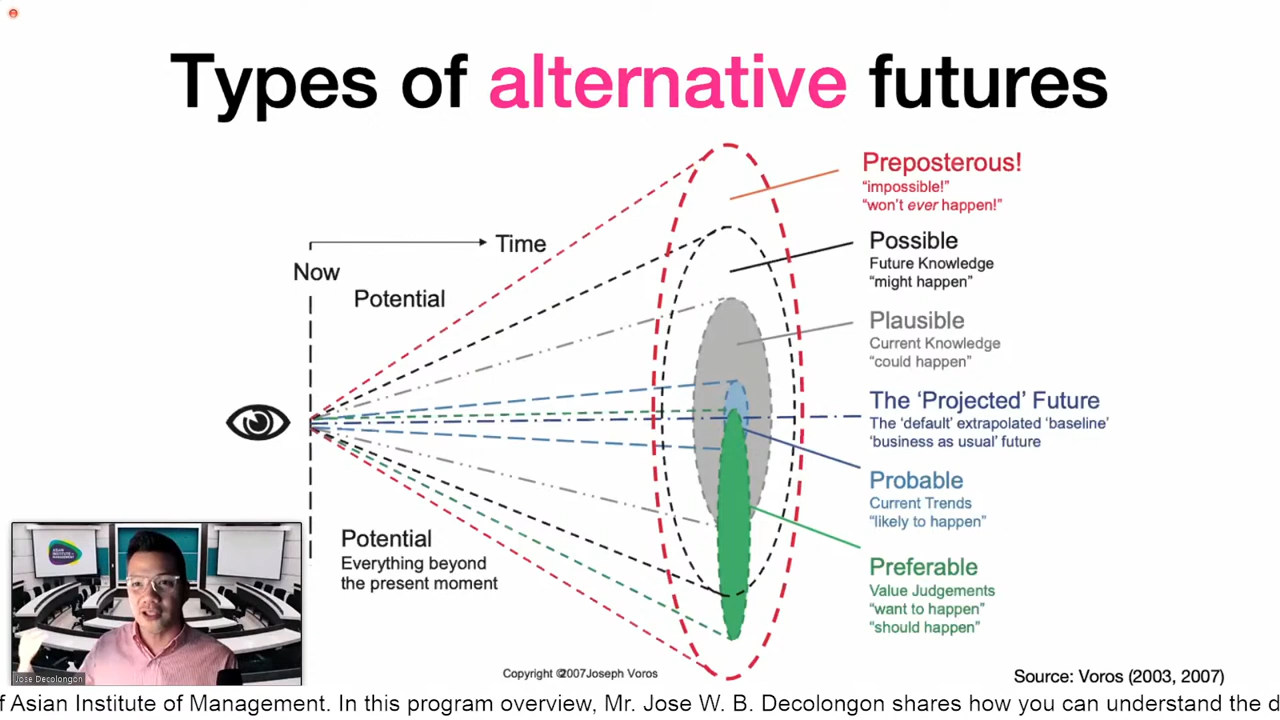 Types of alternative futures
Time
Now
Potential
Preposterous!
“impossible!”
“won’t ever happen!”
Possible
Future Knowledge
“might happen”
Plausible
Current Knowledge
“could happen”
The ‘Projected’ Future
The ‘default’ extrapolated ‘baseline’
‘business as usual’ future
Probable
Current Trends
“likely to happen”
Preferable
Value Judgements
“want to happen”
“should happen”
Potential
Everything beyond
the present moment
ASIAN
INSTITUTE OF
MANAGEMENT
Jose Decolongon
Copyright ©2007Joseph Voros
Source: Voros (2003, 2007)
f Asian Institute of Management. In this program overview, Mr. Jose W. B. Decolongon shares how you can understand the d